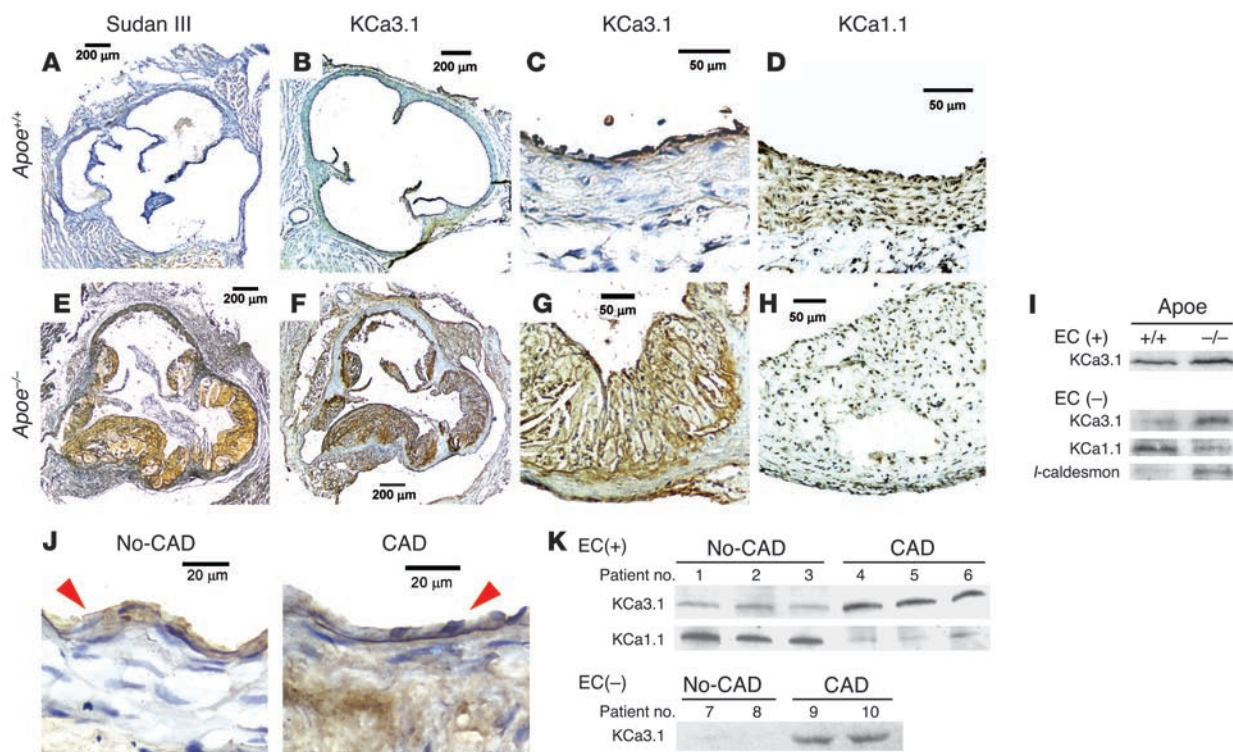 Sudan III KCa3.1 KCa3.1 KCa1.1
200 μm 200 μm 50 μm
A B C D
50 μm
Apoe+/+
200 μm 50 μm 50 μm
E F G H
Apoe−/−
200 μm
I Apoe
EC (+) +/+ −/−
KCa3.1
EC (−)
KCa3.1
KCa1.1
l-caldesmon
J No-CAD CAD
20 μm 20 μm
K EC(+) No-CAD CAD
Patient no. 1 2 3 4 5 6
KCa3.1
KCa1.1
EC(−) No-CAD CAD
Patient no. 7 8 9 10
KCa3.1